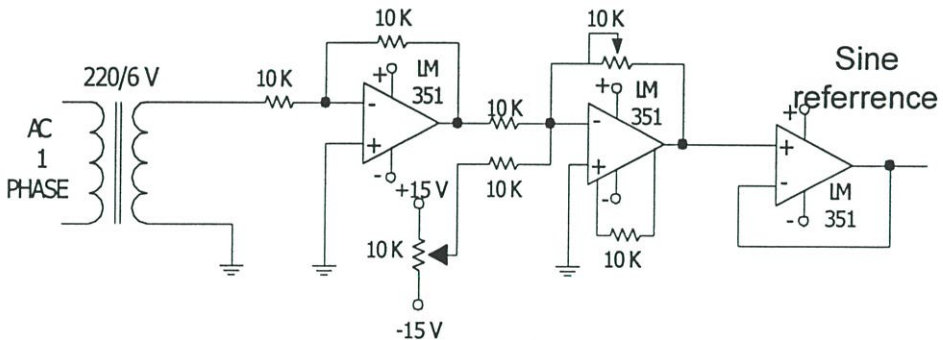 10 K
10 K
220/6 V
10 K
+
LM
351
-
+
-
AC
1
PHASE
10 K
10 K
+15 V
10 K
-15 V
+
LM
351
-
+
-
10 K
Sine
referrence
+
+
-
-
LM
351